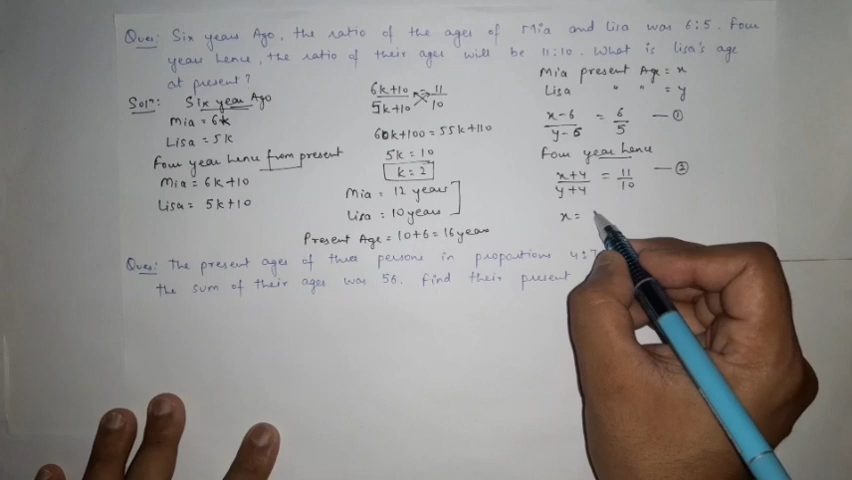 Ques: Six years Ago, the ratio of the ages of Mia and Lisa was 6:5. Four
years hence, the ratio of their ages will be 11:10. What is Lisa's age
at present?
Solⁿ: Six year Ago
Mia = 6k
Lisa = 5k
Four year hence from present
Mia = 6k+10
Lisa = 5k+10
6k+10/5k+10 = 11/10
60k+100 = 55k+110
5k = 10
k = 2
Mia = 12 years
Lisa = 10 years
Present Age = 10+6 = 16 years
Mia present Age = x
Lisa " " = y
x-6/y-6 = 6/5 — ①
Four year hence
x+4/y+4 = 11/10 — ②
x =
Ques: The present ages of three persons in proportions 4:7
the sum of their ages was 56. Find their present